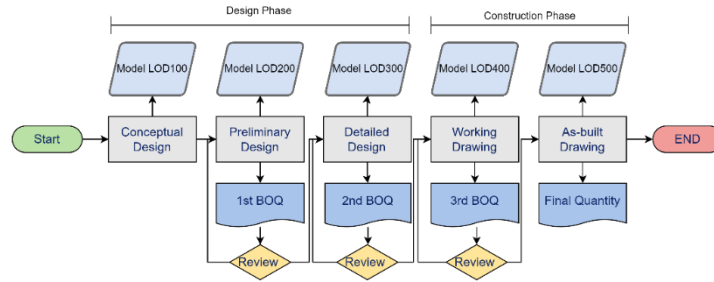 Design Phase
Construction Phase
Model LOD100
Model LOD200
Model LOD300
Model LOD400
Model LOD500
Start
Conceptual
Design
Preliminary
Design
Detailed
Design
Working
Drawing
As-built
Drawing
END
1st BOQ
2nd BOQ
3rd BOQ
Final Quantity
Review
Review
Review